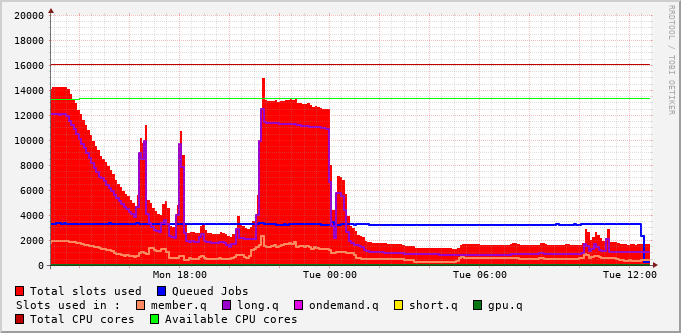 20000
18000
16000
14000
12000
10000
8000
6000
4000
2000
0
Mon 18:00 Tue 00:00 Tue 06:00 Tue 12:00
Total slots used Queued Jobs
Slots used in : member.q long.q ondemand.q short.q gpu.q
Total CPU cores Available CPU cores
RRDTOOL / TOBI OETIKER